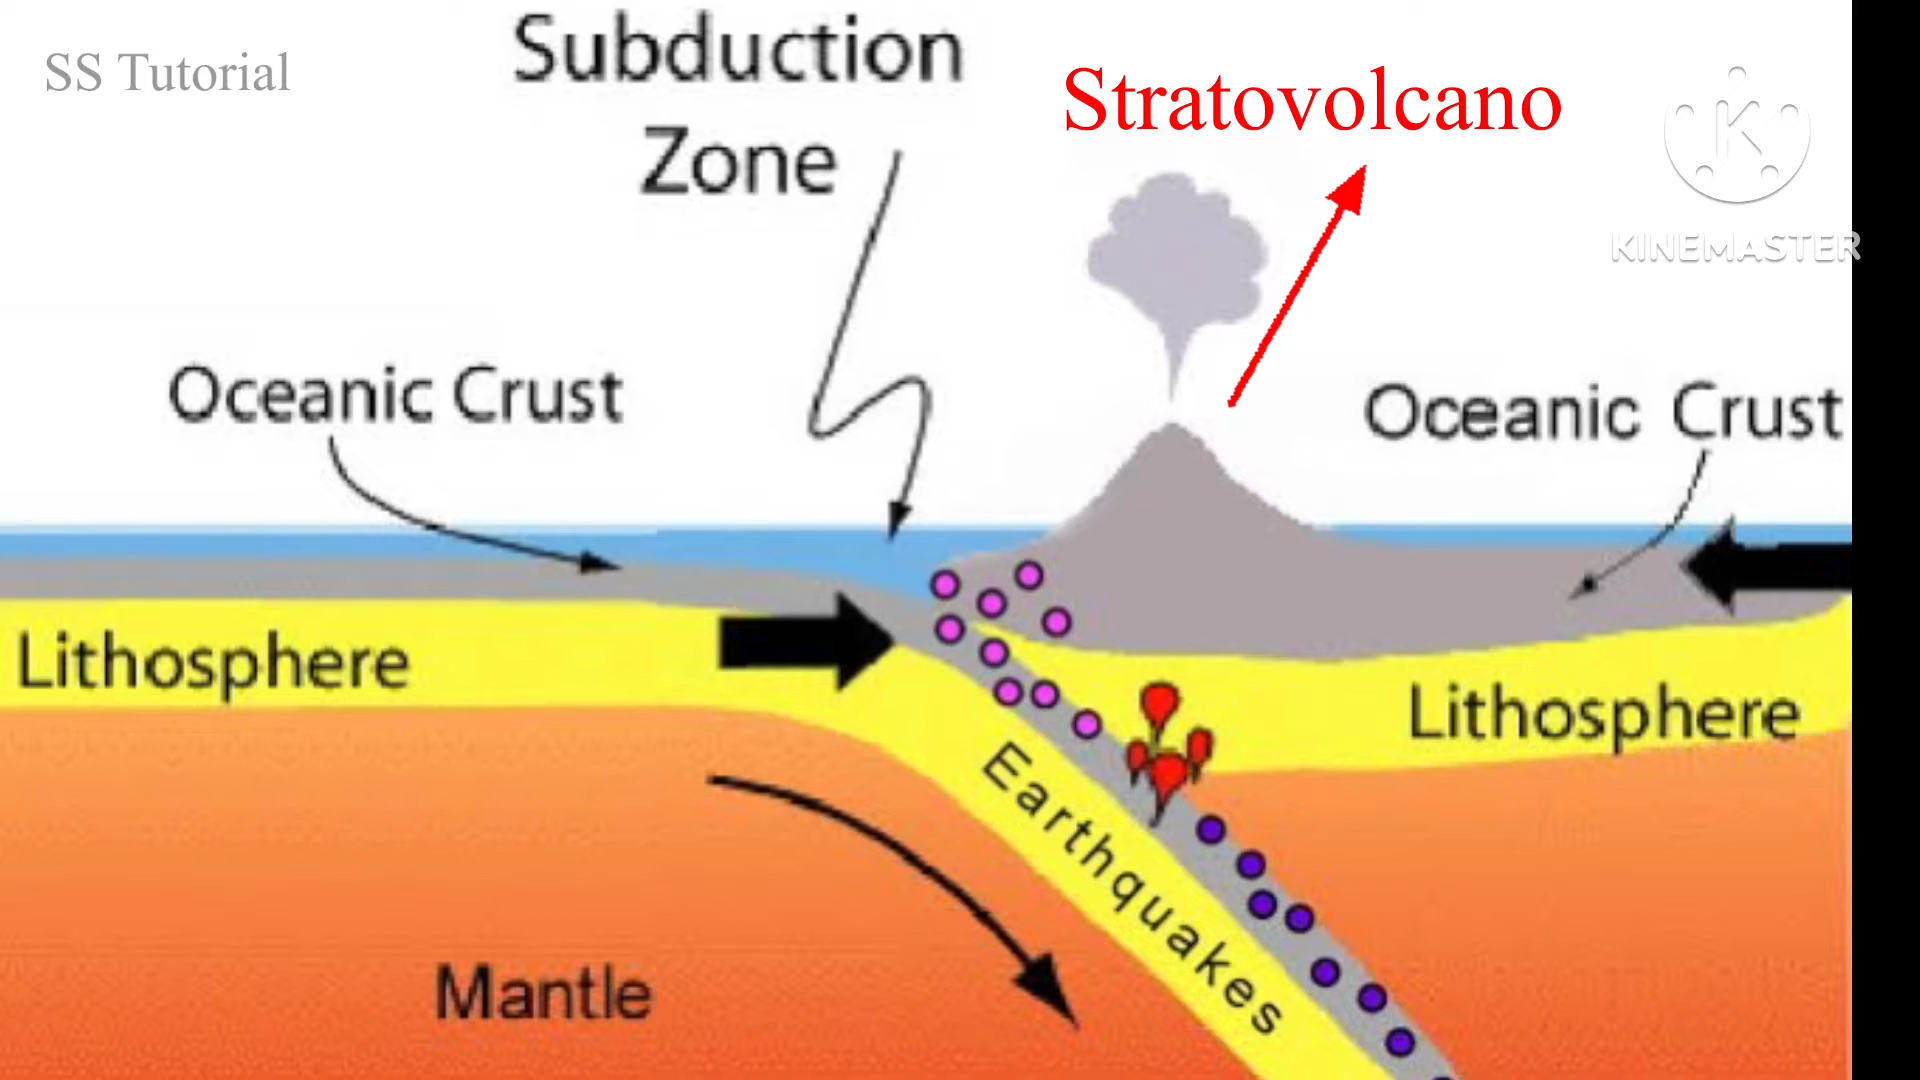 SS Tutorial
Subduction
Zone
Stratovolcano
K
KINEMASTER
Oceanic Crust
Oceanic Crust
Lithosphere
Lithosphere
Earthquakes
Mantle